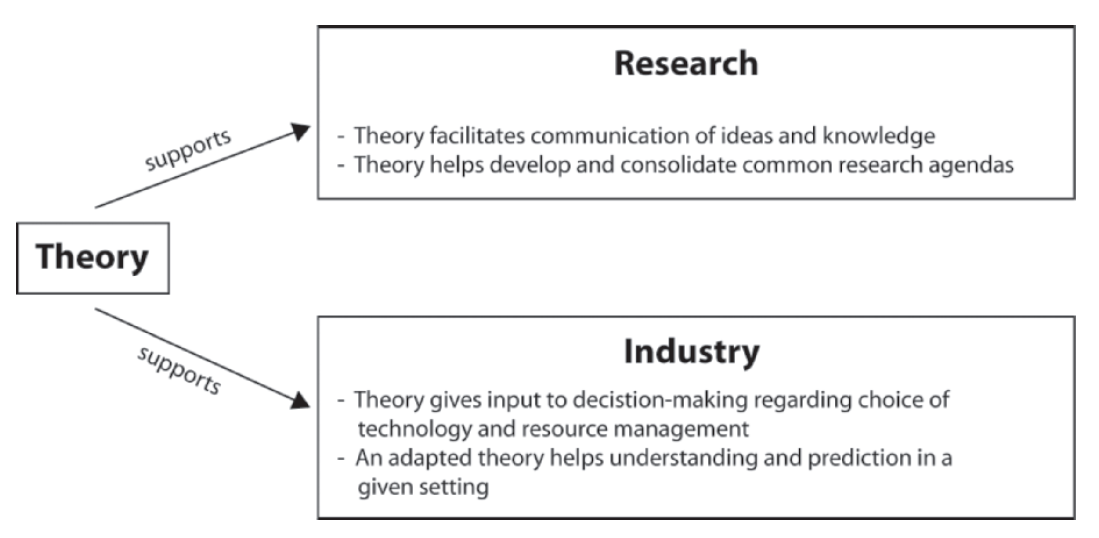 Research
- Theory facilitates communication of ideas and knowledge
- Theory helps develop and consolidate common research agendas
supports
Theory
supports
Industry
- Theory gives input to decistion-making regarding choice of
technology and resource management
- An adapted theory helps understanding and prediction in a
given setting